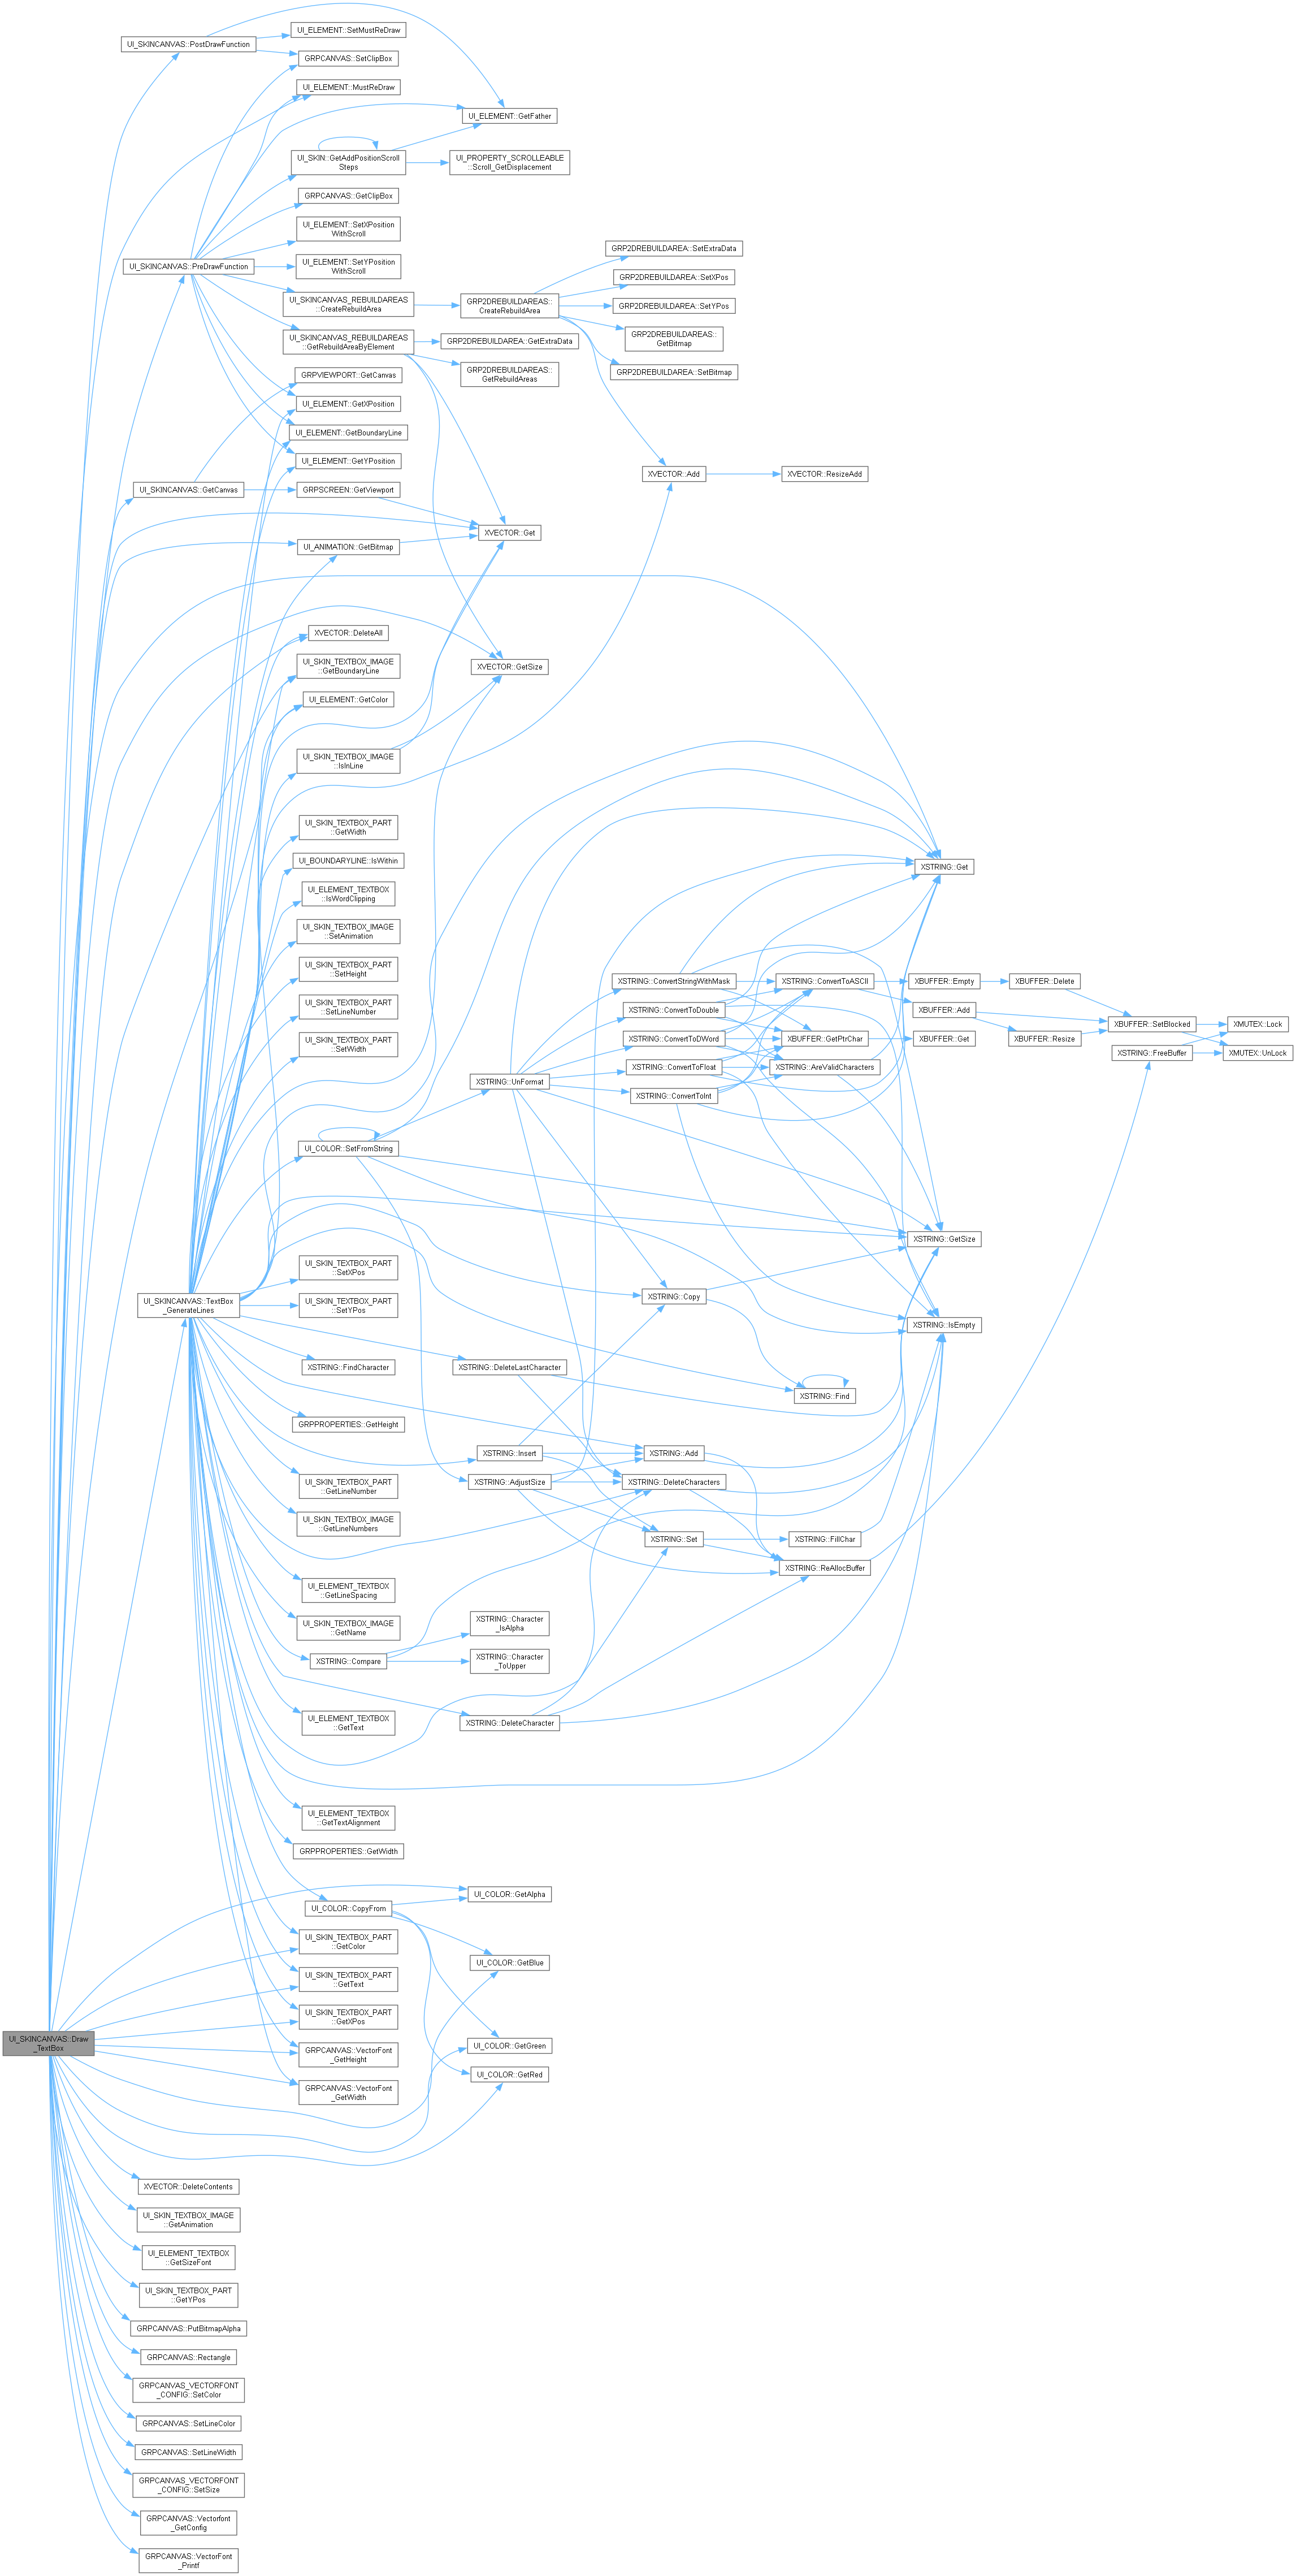 UI_SKINCANVAS::PostDrawFunction
UI_ELEMENT::SetMustReDraw
GRPCANVAS::SetClipBox
UI_ELEMENT::MustReDraw
UI_ELEMENT::GetFather
UI_SKIN::GetAddPositionScroll
Steps
UI_PROPERTY_SCROLLEABLE
::Scroll_GetDisplacement
GRPCANVAS::GetClipBox
UI_ELEMENT::SetXPosition
WithScroll
UI_SKINCANVAS::PreDrawFunction
UI_ELEMENT::SetYPosition
WithScroll
GRP2DREBUILDAREA::SetExtraData
GRP2DREBUILDAREA::SetXPos
UI_SKINCANVAS_REBUILDAREAS
::CreateRebuildArea
GRP2DREBUILDAREAS::
CreateRebuildArea
GRP2DREBUILDAREA::SetYPos
UI_SKINCANVAS_REBUILDAREAS
::GetRebuildAreaByElement
GRP2DREBUILDAREA::GetExtraData
GRP2DREBUILDAREAS::
GetBitmap
GRPVIEWPORT::GetCanvas
GRP2DREBUILDAREAS::
GetRebuildAreas
GRP2DREBUILDAREA::SetBitmap
UI_ELEMENT::GetXPosition
UI_ELEMENT::GetBoundaryLine
UI_ELEMENT::GetYPosition
XVECTOR::Add
XVECTOR::ResizeAdd
UI_SKINCANVAS::GetCanvas
GRPSCREEN::GetViewport
XVECTOR::Get
UI_ANIMATION::GetBitmap
XVECTOR::DeleteAll
UI_SKIN_TEXTBOX_IMAGE
::GetBoundaryLine
XVECTOR::GetSize
UI_ELEMENT::GetColor
UI_SKIN_TEXTBOX_IMAGE
::IsInLine
UI_SKIN_TEXTBOX_PART
::GetWidth
UI_BOUNDARYLINE::IsWithin
XSTRING::Get
UI_ELEMENT_TEXTBOX
::IsWordClipping
UI_SKIN_TEXTBOX_IMAGE
::SetAnimation
UI_SKIN_TEXTBOX_PART
::SetHeight
XSTRING::ConvertStringWithMask
XSTRING::ConvertToASCII
XBUFFER::Empty
XBUFFER::Delete
UI_SKIN_TEXTBOX_PART
::SetLineNumber
XSTRING::ConvertToDouble
XBUFFER::Add
XBUFFER::SetBlocked
XMUTEX::Lock
UI_SKIN_TEXTBOX_PART
::SetWidth
XSTRING::ConvertToDWord
XBUFFER::GetPtrChar
XBUFFER::Get
XBUFFER::Resize
XSTRING::FreeBuffer
XMUTEX::UnLock
XSTRING::ConvertToFloat
XSTRING::AreValidCharacters
XSTRING::UnFormat
XSTRING::ConvertToInt
UI_COLOR::SetFromString
XSTRING::GetSize
UI_SKIN_TEXTBOX_PART
::SetXPos
UI_SKINCANVAS::TextBox
_GenerateLines
UI_SKIN_TEXTBOX_PART
::SetYPos
XSTRING::Copy
XSTRING::IsEmpty
XSTRING::FindCharacter
XSTRING::DeleteLastCharacter
XSTRING::Find
GRPPROPERTIES::GetHeight
XSTRING::Insert
XSTRING::Add
UI_SKIN_TEXTBOX_PART
::GetLineNumber
XSTRING::AdjustSize
XSTRING::DeleteCharacters
UI_SKIN_TEXTBOX_IMAGE
::GetLineNumbers
XSTRING::Set
XSTRING::FillChar
XSTRING::ReAllocBuffer
UI_ELEMENT_TEXTBOX
::GetLineSpacing
UI_SKIN_TEXTBOX_IMAGE
::GetName
XSTRING::Character
_IsAlpha
XSTRING::Compare
XSTRING::Character
_ToUpper
UI_ELEMENT_TEXTBOX
::GetText
XSTRING::DeleteCharacter
UI_ELEMENT_TEXTBOX
::GetTextAlignment
GRPPROPERTIES::GetWidth
UI_COLOR::GetAlpha
UI_COLOR::CopyFrom
UI_SKIN_TEXTBOX_PART
::GetColor
UI_COLOR::GetBlue
UI_SKIN_TEXTBOX_PART
::GetText
UI_SKIN_TEXTBOX_PART
::GetXPos
UI_SKINCANVAS::Draw
_TextBox
GRPCANVAS::VectorFont
_GetHeight
UI_COLOR::GetGreen
UI_COLOR::GetRed
GRPCANVAS::VectorFont
_GetWidth
XVECTOR::DeleteContents
UI_SKIN_TEXTBOX_IMAGE
::GetAnimation
UI_ELEMENT_TEXTBOX
::GetSizeFont
UI_SKIN_TEXTBOX_PART
::GetYPos
GRPCANVAS::PutBitmapAlpha
GRPCANVAS::Rectangle
GRPCANVAS_VECTORFONT
_CONFIG::SetColor
GRPCANVAS::SetLineColor
GRPCANVAS::SetLineWidth
GRPCANVAS_VECTORFONT
_CONFIG::SetSize
GRPCANVAS::Vectorfont
_GetConfig
GRPCANVAS::VectorFont
_Printf